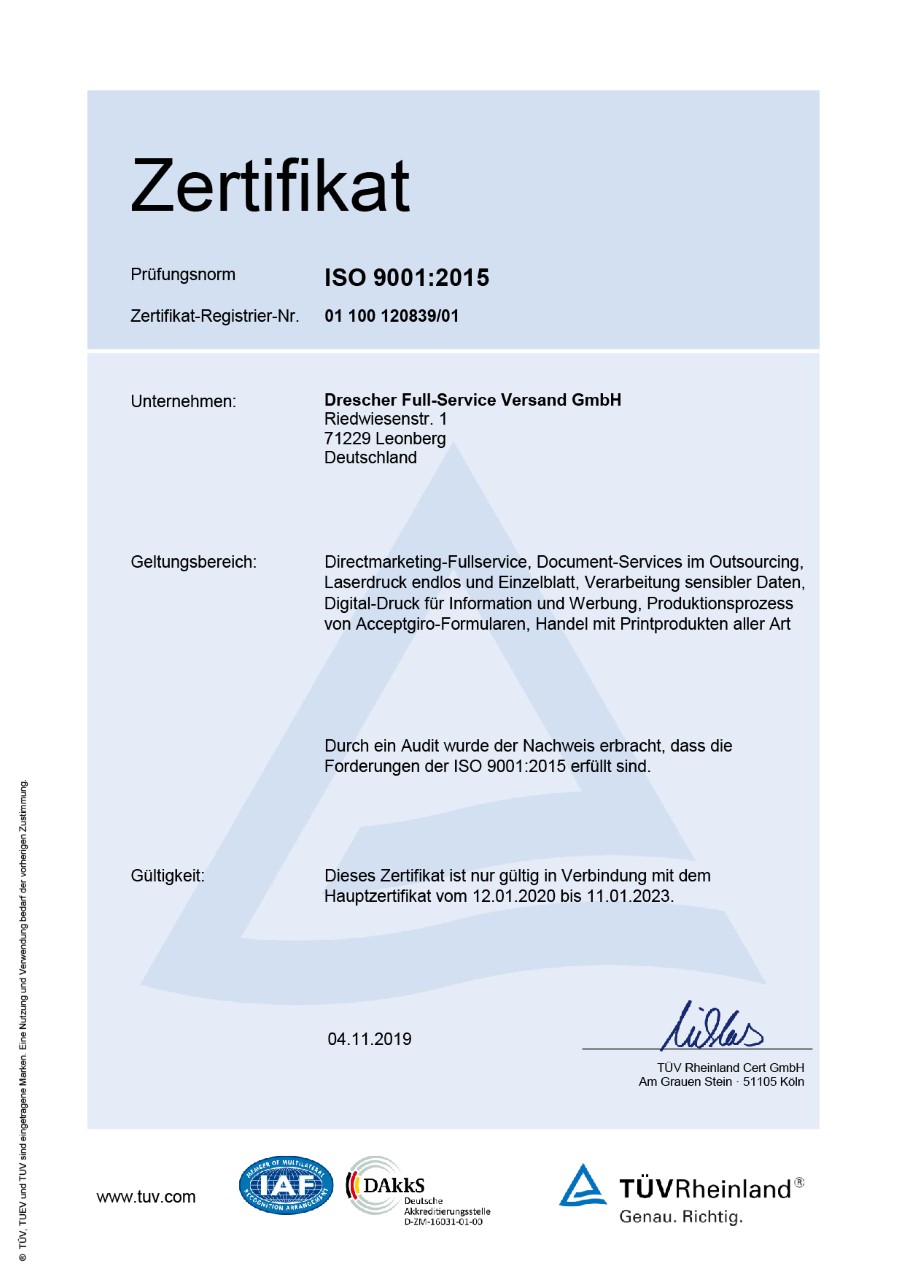 Zertifikat
Prüfungsnorm ISO 9001:2015
Zertifikat-Registrier-Nr. 01 100 120839/01
Unternehmen: Drescher Full-Service Versand GmbH
Riedwiesenstr. 1
71229 Leonberg
Deutschland
Geltungsbereich: Directmarketing-Fullservice, Document-Services im Outsourcing,
Laserdruck endlos und Einzelblatt, Verarbeitung sensibler Daten,
Digital-Druck für Information und Werbung, Produktionsprozess
von Acceptgiro-Formularen, Handel mit Printprodukten aller Art
Durch ein Audit wurde der Nachweis erbracht, dass die
Forderungen der ISO 9001:2015 erfüllt sind.
Gültigkeit: Dieses Zertifikat ist nur gültig in Verbindung mit dem
Hauptzertifikat vom 12.01.2020 bis 11.01.2023.
04.11.2019
TÜV Rheinland Cert GmbH
Am Grauen Stein · 51105 Köln
® TÜV, TUEV und TUV sind eingetragene Marken. Eine Nutzung und Verwendung bedarf der vorherigen Zustimmung.
www.tuv.com
MEMBER OF MULTILATERAL
IAF
RECOGNITION ARRANGEMENT
DAkkS
Deutsche
Akkreditierungsstelle
D-ZM-16031-01-00
TÜVRheinland®
Genau. Richtig.